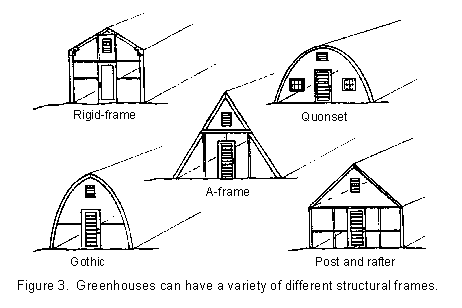 Rigid-frame
Quonset
A-frame
Gothic
Post and rafter
Figure 3. Greenhouses can have a variety of different structural frames.